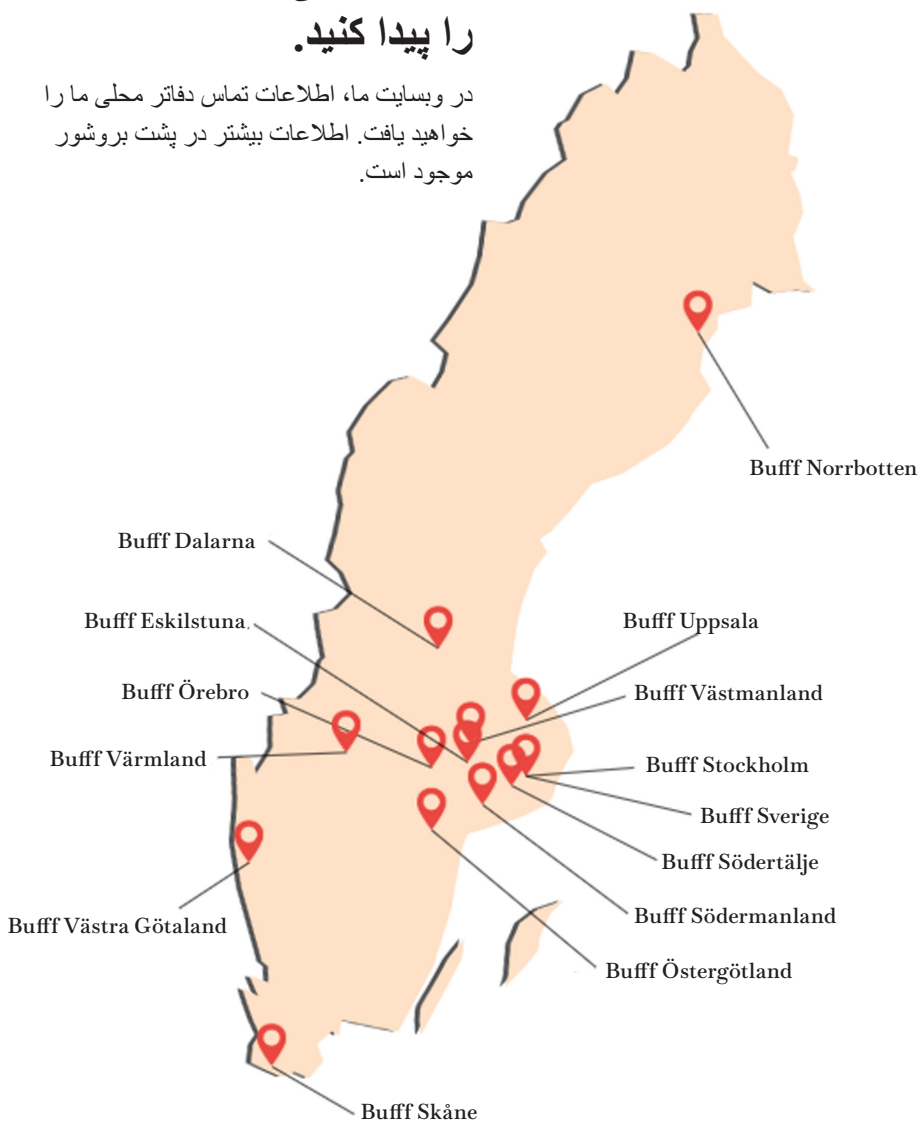 را پیدا کنید.
در وبسایت ما، اطلاعات تماس دفاتر محلی ما را
خواهید یافت. اطلاعات بیشتر در پشت بروشور
موجود است.
Bufff Norrbotten
Bufff Dalarna
Bufff Eskilstuna
Bufff Uppsala
Bufff Örebro
Bufff Västmanland
Bufff Värmland
Bufff Stockholm
Bufff Sverige
Bufff Södertälje
Bufff Västra Götaland
Bufff Södermanland
Bufff Östergötland
Bufff Skåne